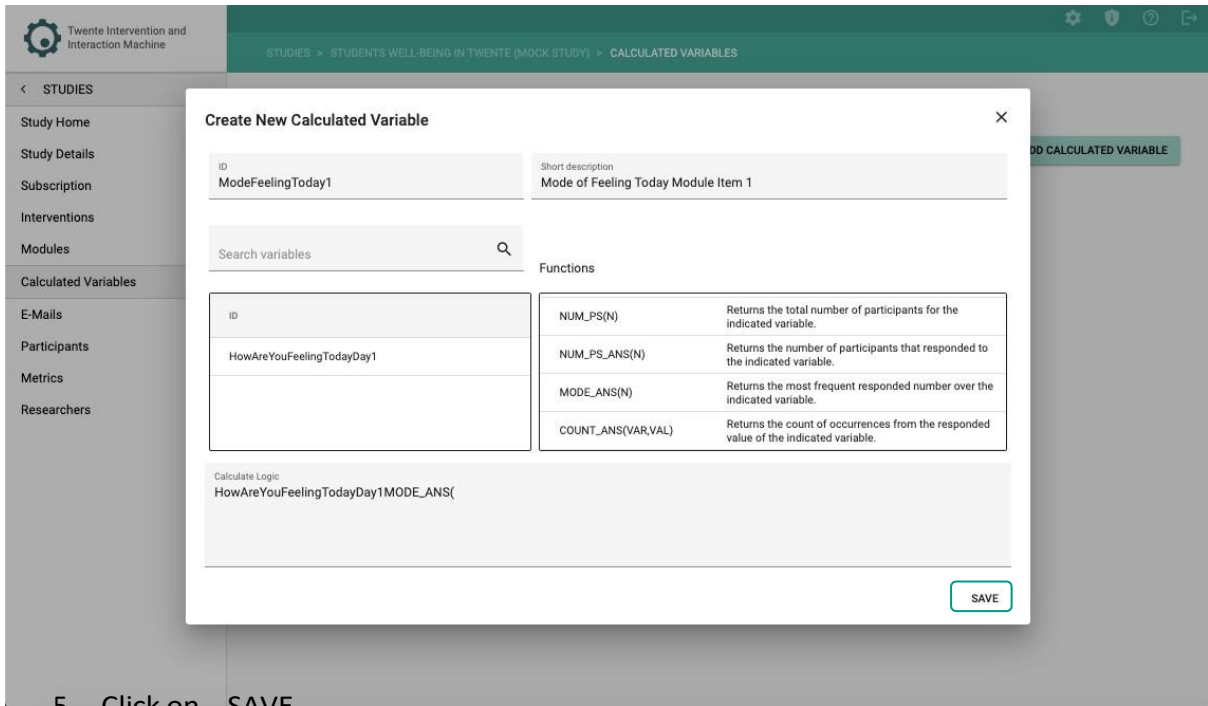 Twente Intervention and
Interaction Machine
STUDIES > STUDENTS WELL-BEING IN TWENTE (MOCK STUDY) > CALCULATED VARIABLES
< STUDIES
Study Home
Study Details
Subscription
Interventions
Modules
Calculated Variables
E-Mails
Participants
Metrics
Researchers
DD CALCULATED VARIABLE
Create New Calculated Variable
ID
ModeFeelingToday1
Short description
Mode of Feeling Today Module Item 1
Search variables
Functions
ID
HowAreYouFeelingTodayDay1
NUM_PS(N)
Returns the total number of participants for the
indicated variable.
NUM_PS_ANS(N)
Returns the number of participants that responded to
the indicated variable.
MODE_ANS(N)
Returns the most frequent responded number over the
indicated variable.
COUNT_ANS(VAR,VAL)
Returns the count of occurrences from the responded
value of the indicated variable.
Calculate Logic
HowAreYouFeelingTodayDay1MODE_ANS(
SAVE
5. Click on SAVE